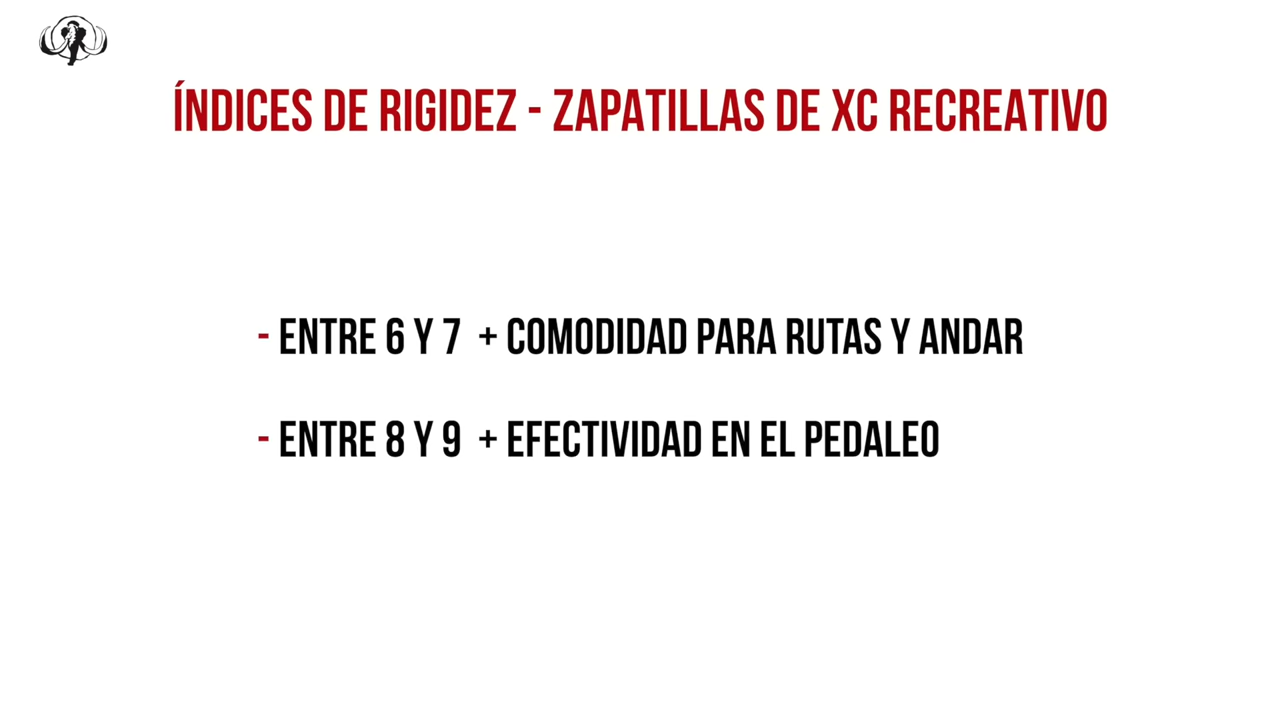 ÍNDICES DE RIGIDEZ - ZAPATILLAS DE XC RECREATIVO
- ENTRE 6 Y 7 + COMODIDAD PARA RUTAS Y ANDAR
- ENTRE 8 Y 9 + EFECTIVIDAD EN EL PEDALEO